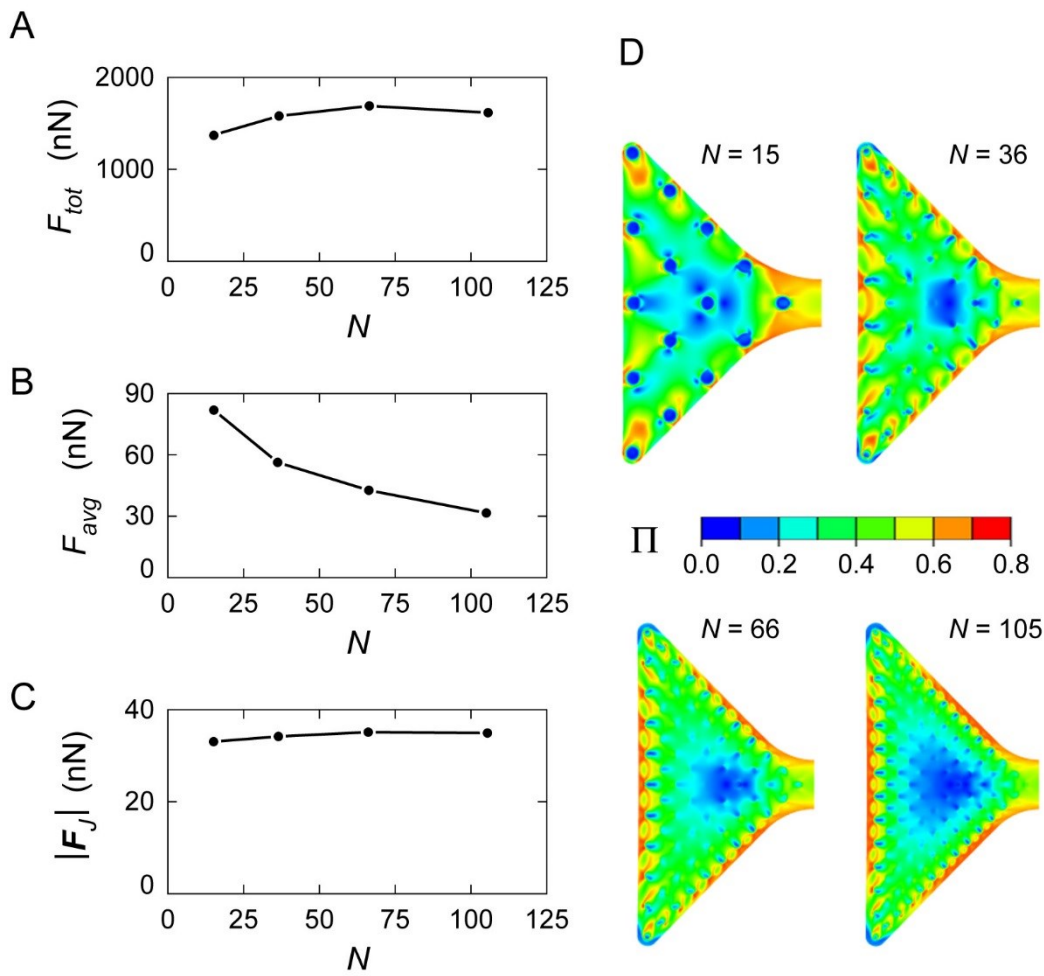 A
2000
1000
0
F_tot (nN)
0 25 50 75 100 125
N
B
90
60
30
0
F_avg (nN)
0 25 50 75 100 125
N
C
40
20
0
|F_J| (nN)
0 25 50 75 100 125
N
D
N = 15 N = 36
Π
0.0 0.2 0.4 0.6 0.8
N = 66 N = 105